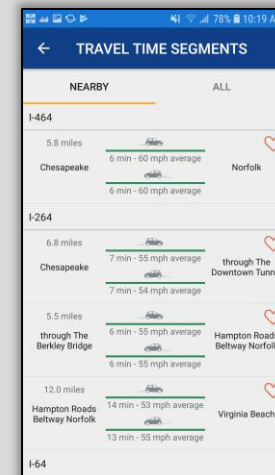 78% 10:19 A
TRAVEL TIME SEGMENTS
NEARBY ALL
I-464
5.8 miles
Chesapeake
6 min - 60 mph average
6 min - 60 mph average
Norfolk
I-264
6.8 miles
Chesapeake
7 min - 55 mph average
7 min - 54 mph average
through The
Downtown Tunn
5.5 miles
through The
Berkley Bridge
6 min - 55 mph average
6 min - 55 mph average
Hampton Roads
Beltway Norfolk
12.0 miles
Hampton Roads
Beltway Norfolk
14 min - 53 mph average
13 min - 55 mph average
Virginia Beach
I-64